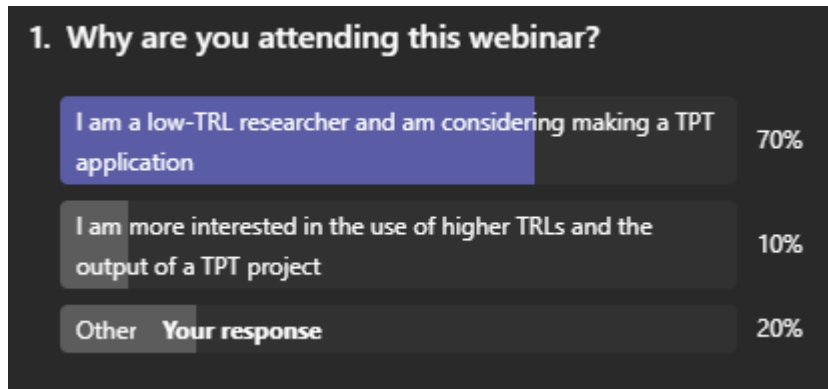 1. Why are you attending this webinar?
I am a low-TRL researcher and am considering making a TPT
application
70%
I am more interested in the use of higher TRLs and the
output of a TPT project
10%
Other Your response
20%